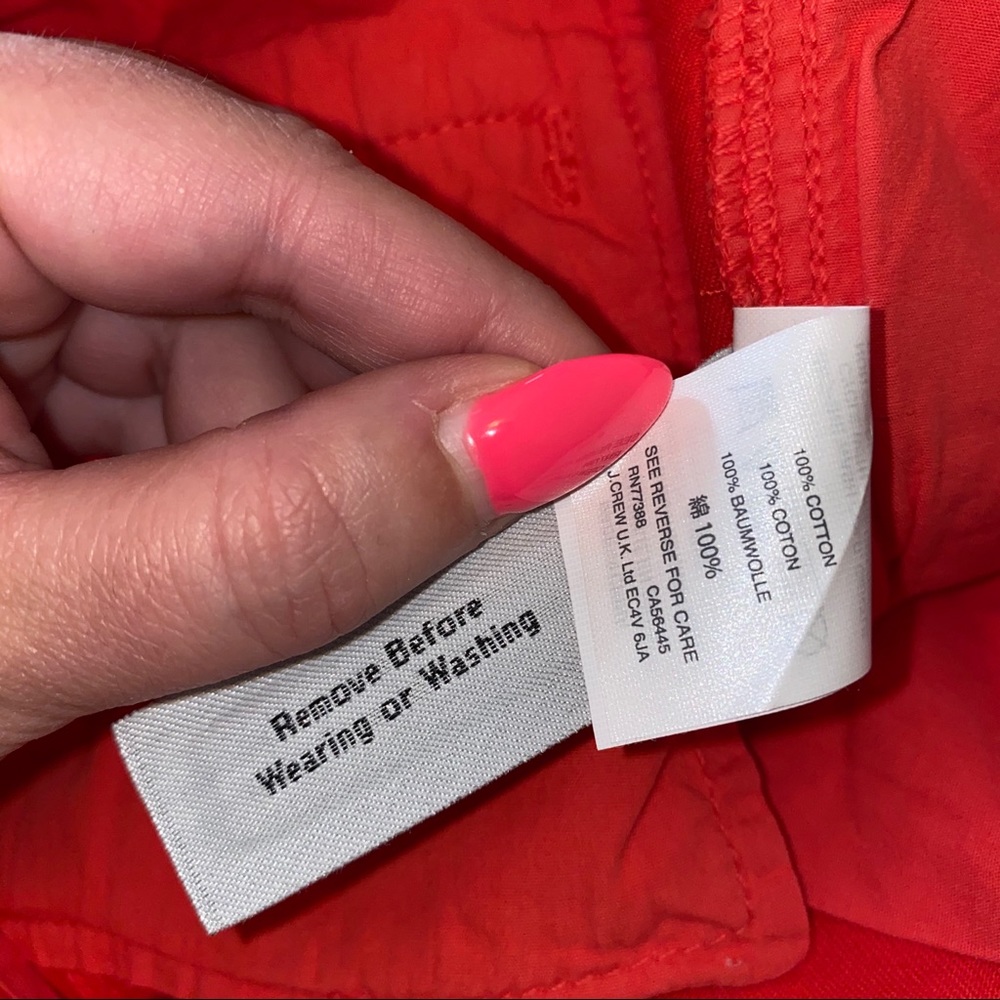 100% COTTON
100% COTON
100% BAUMWOLLE
綿 100%
SEE REVERSE FOR CARE
RN77388 CA56445
J.CREW U.K. Ltd EC4V 6JA
Remove Before
Wearing or Washing